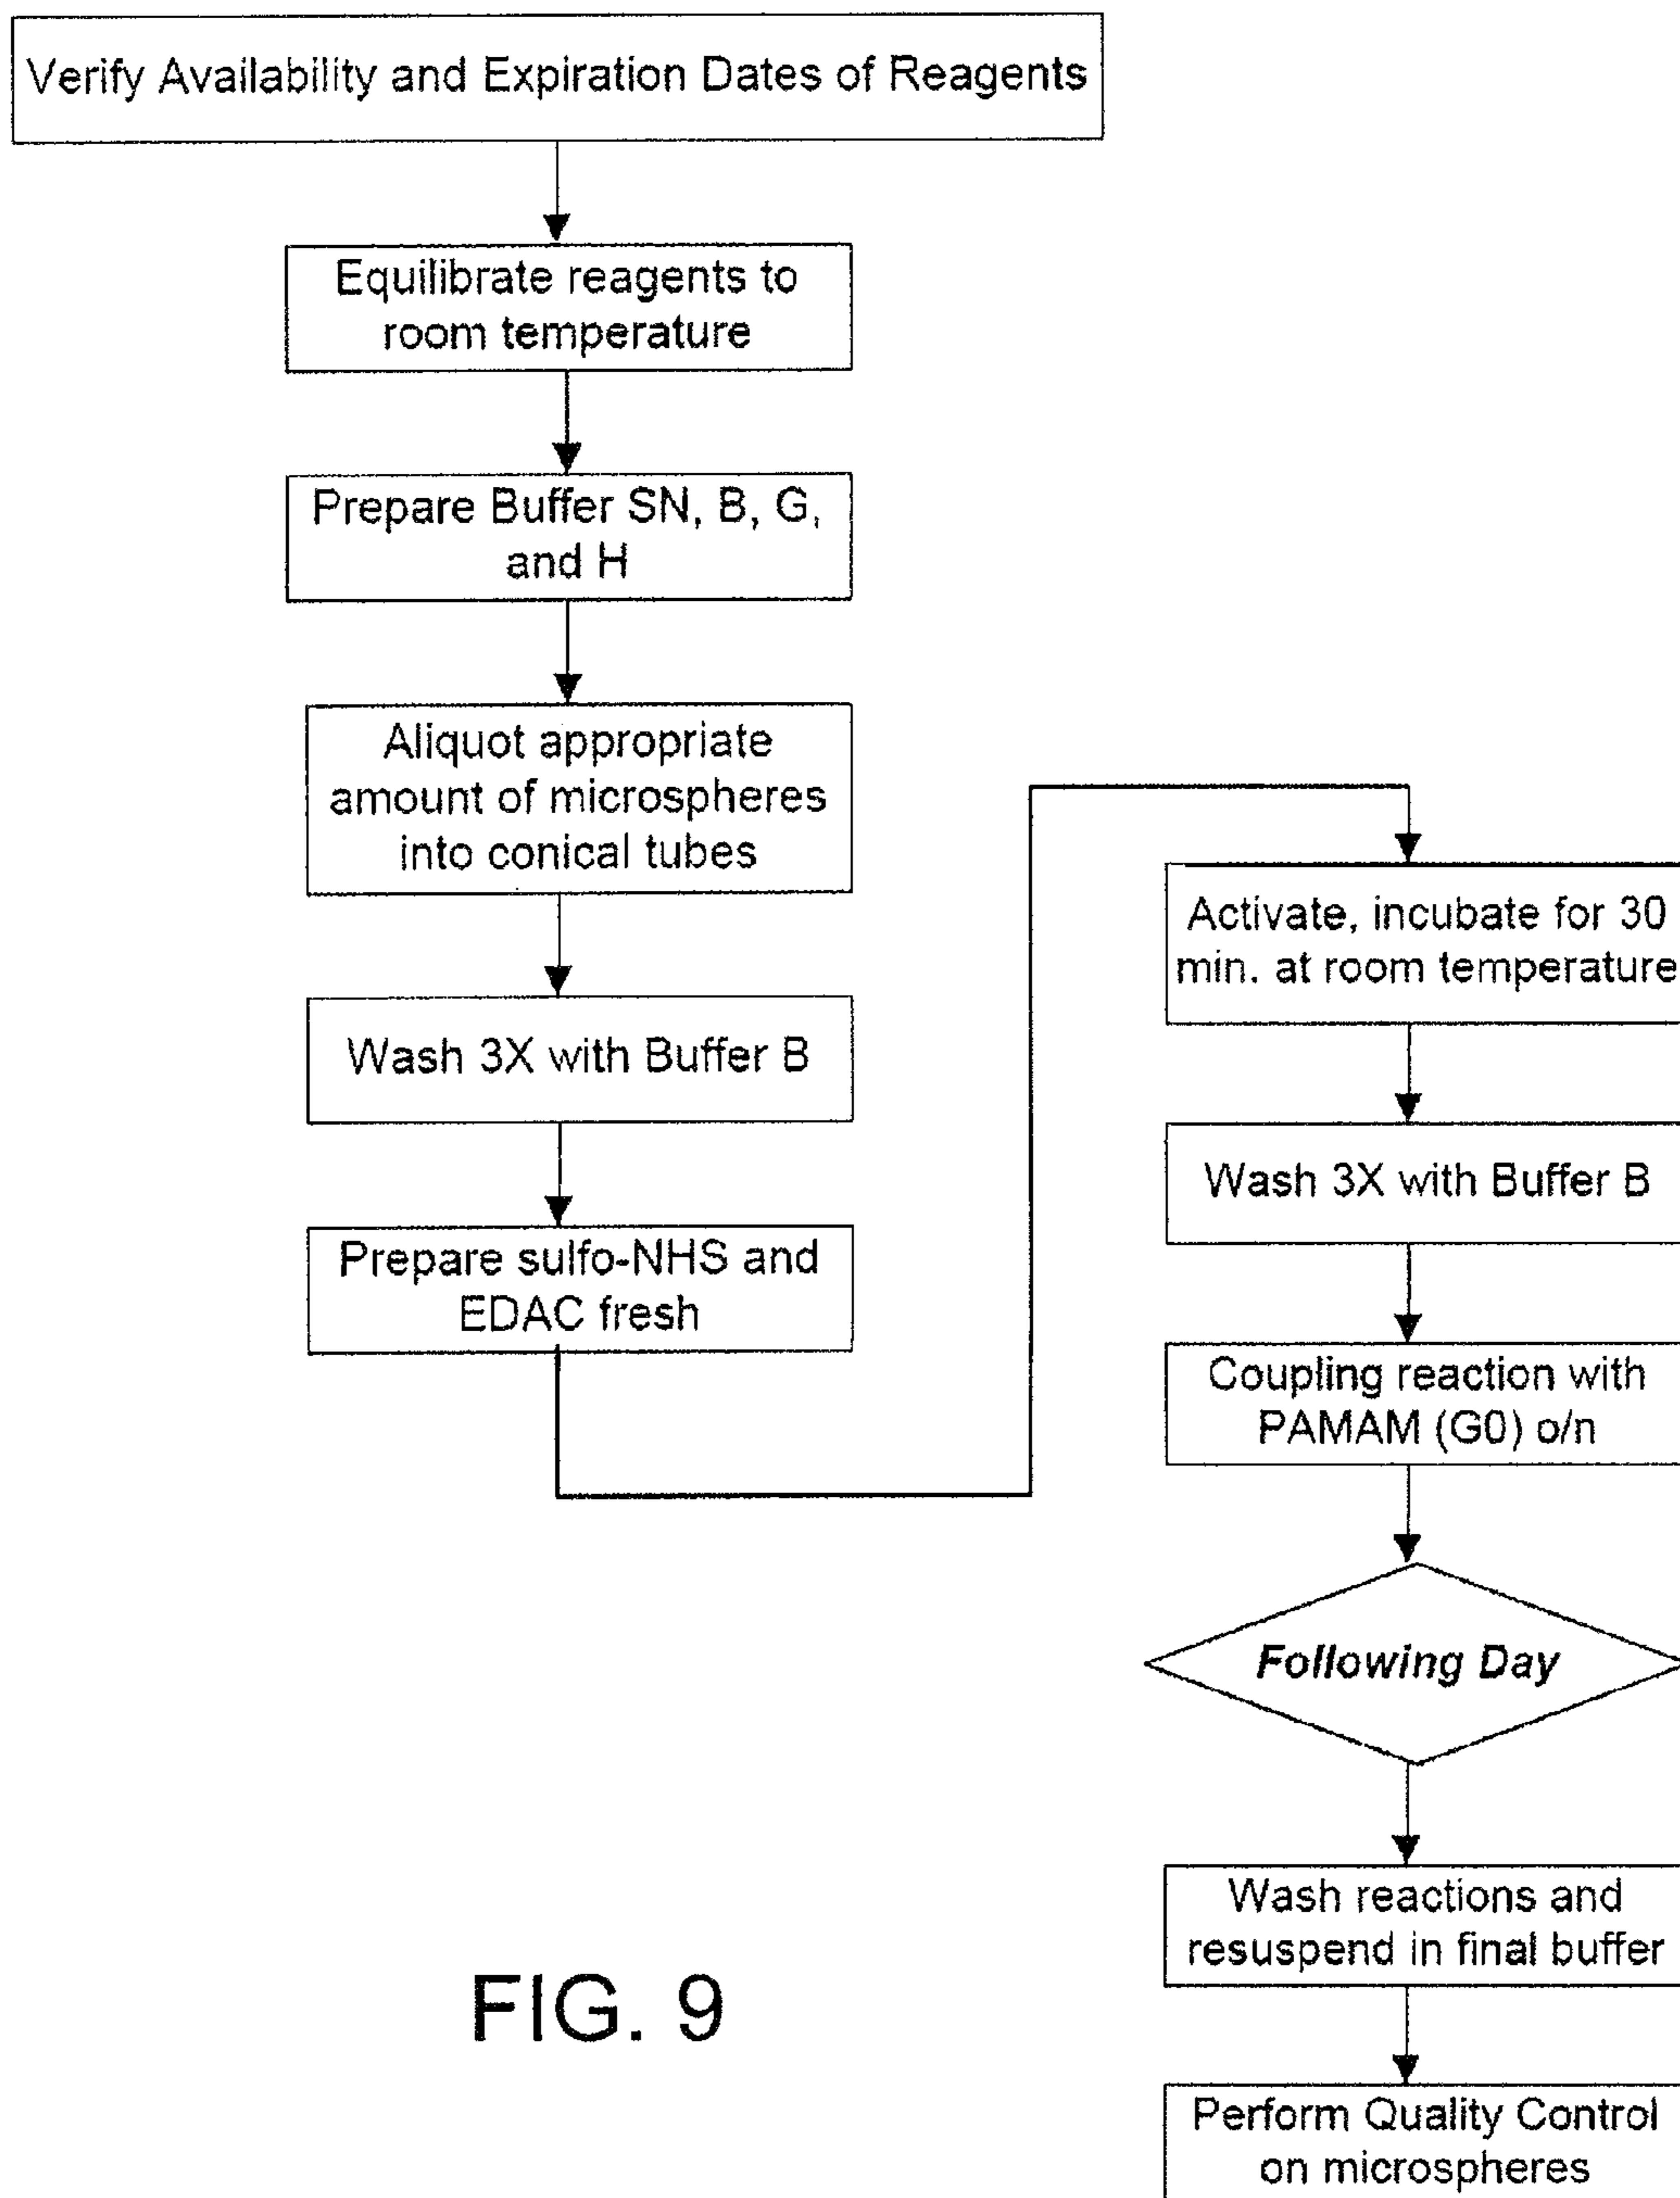 Verify Availability and Expiration Dates of Reagents
Equilibrate reagents to
room temperature
Prepare Buffer SN, B, G,
and H
Aliquot appropriate
amount of microspheres
into conical tubes
Wash 3X with Buffer B
Prepare sulfo-NHS and
EDAC fresh
Activate, incubate for 30
min. at room temperature
Wash 3X with Buffer B
Coupling reaction with
PAMAM (G0) o/n
Following Day
Wash reactions and
resuspend in final buffer
Perform Quality Control
on microspheres
FIG. 9